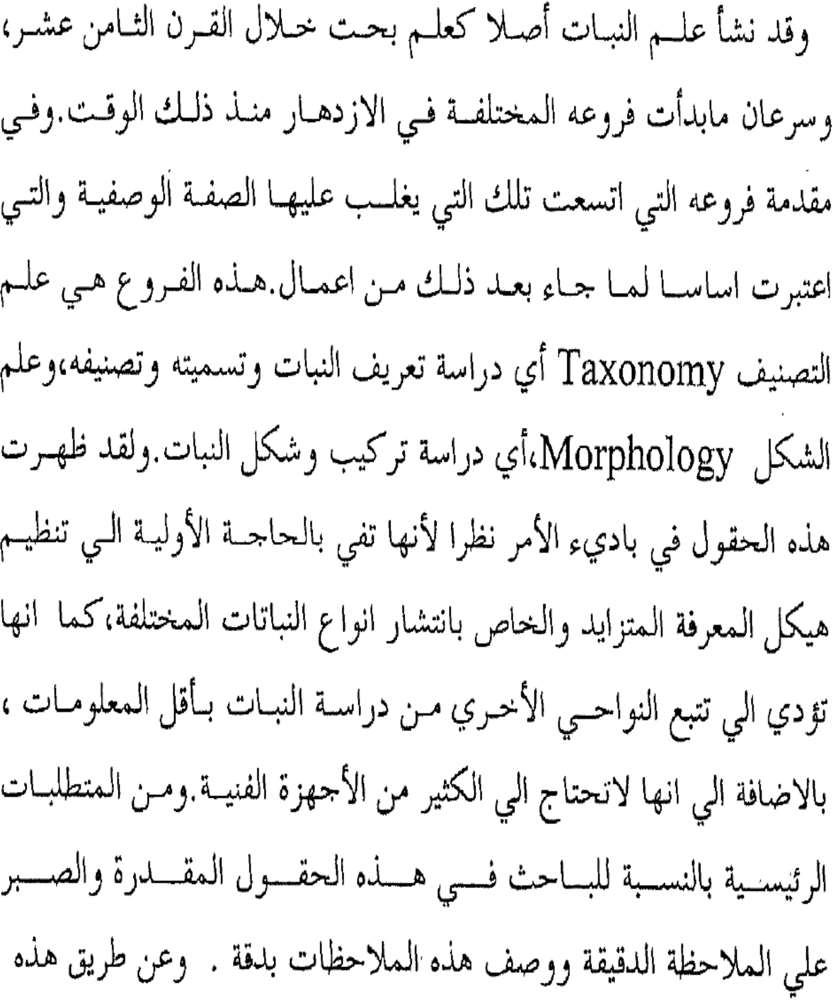 وقد نشأ علم النبات أصلا كعلم بحت خلال القرن الثامن عشر،
وسرعان مابدأت فروعه المختلفة في الازدهار منذ ذلك الوقت.وفي
مقدمة فروعه التي اتسعت تلك التي يغلب عليها الصفة الوصفية والتي
اعتبرت اساسا لما جاء بعد ذلك من اعمال.هذه الفروع هي علم
التصنيف Taxonomy أي دراسة تعريف النبات وتسميته وتصنيفه،وعلم
الشكل Morphology،أي دراسة تركيب وشكل النبات.ولقد ظهرت
هذه الحقول في باديء الأمر نظرا لأنها تفي بالحاجة الأولية الي تنظيم
هيكل المعرفة المتزايد والخاص بانتشار انواع النباتات المختلفة،كما انها
تؤدي الي تتبع النواحي الأخري من دراسة النبات بأقل المعلومات ،
بالاضافة الي انها لاتحتاج الي الكثير من الأجهزة الفنية.ومن المتطلبات
الرئيسية بالنسبة للباحث في هذه الحقول المقدرة والصبر
علي الملاحظة الدقيقة ووصف هذه الملاحظات بدقة . وعن طريق هذه